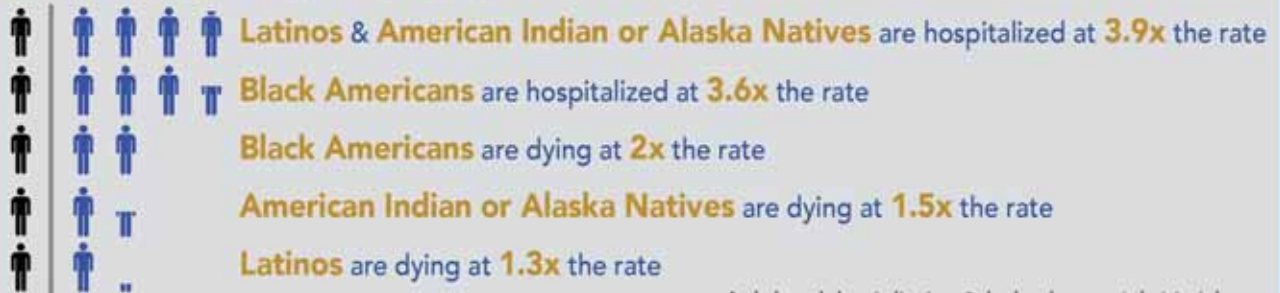 Latinos & American Indian or Alaska Natives are hospitalized at 3.9x the rate
Black Americans are hospitalized at 3.6x the rate
Black Americans are dying at 2x the rate
American Indian or Alaska Natives are dying at 1.5x the rate
Latinos are dying at 1.3x the rate